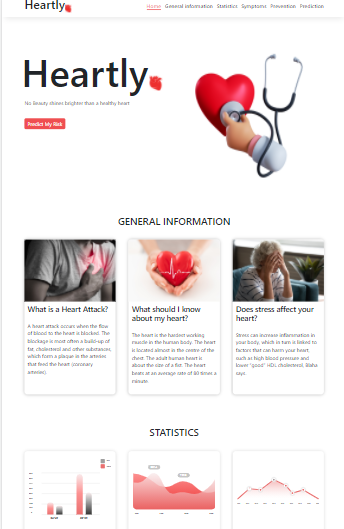 Heartly
Home General information Statistics Symptoms Prevention Prediction
Heartly
No Beauty shines brighter than a healthy heart
Predict My Risk
GENERAL INFORMATION
What is a Heart Attack?
A heart attack occurs when the flow
of blood to the heart is blocked. The
blockage is most often a build-up of
fat, cholesterol and other substances,
which form a plaque in the arteries
that feed the heart (coronary
arteries).
What should I know
about my heart?
The heart is the hardest working
muscle in the human body. The heart
is located almost in the centre of the
chest. The adult human heart is
about the size of a fist. The heart
beats at an average rate of 80 times a
minute.
Does stress affect your
heart?
Stress can increase inflammation in
your body, which in turn is linked to
factors that can harm your heart,
such as high blood pressure and
lower "good" HDL cholesterol, Blaha
says.
STATISTICS